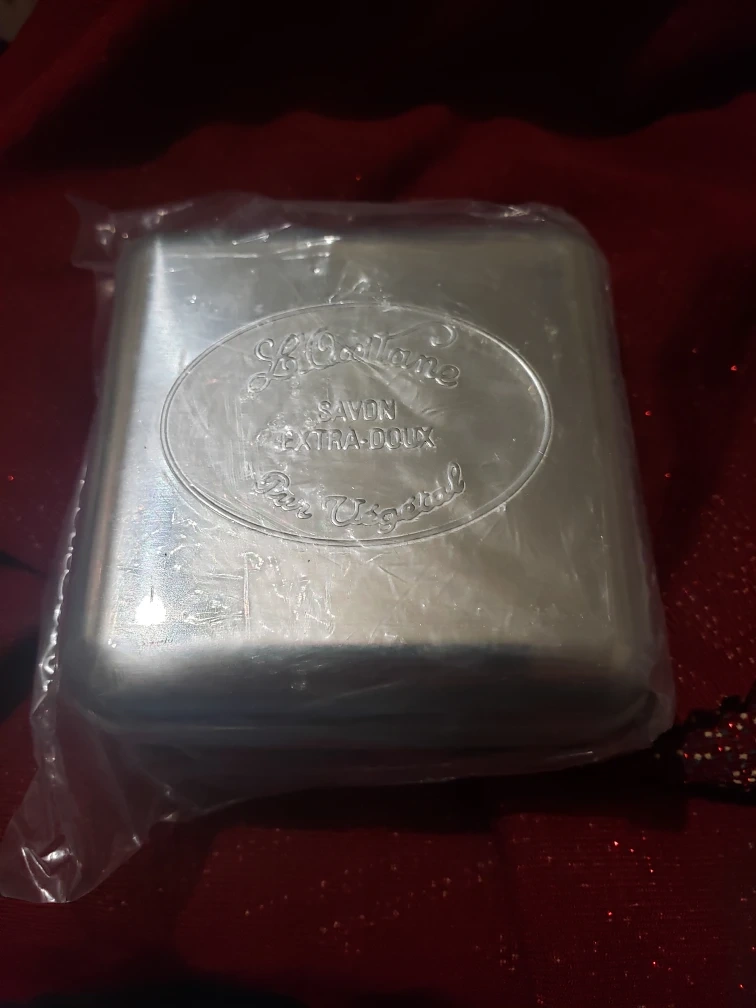 L'Occitane
SAVON
EXTRA-DOUX
Pur Végétal